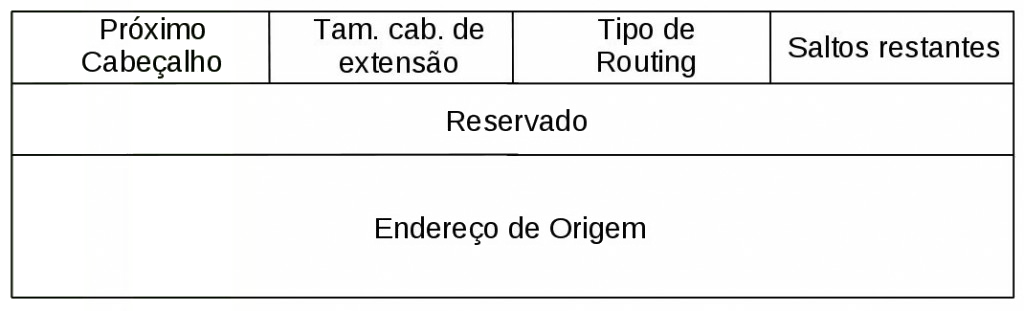 Próximo
Cabeçalho
Tam. cab. de
extensão
Tipo de
Routing
Saltos restantes
Reservado
Endereço de Origem